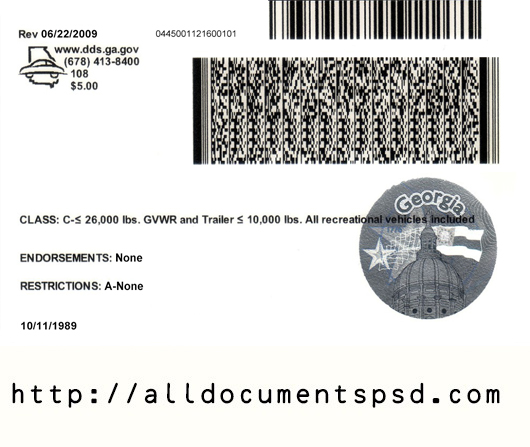 Rev 06/22/2009
0445001121600101
www.dds.ga.gov
(678) 413-8400
108
$5.00
Georgia
CLASS: C-≤ 26,000 lbs. GVWR and Trailer ≤ 10,000 lbs. All recreational vehicles included
ENDORSEMENTS: None
RESTRICTIONS: A-None
10/11/1989
http://alldocumentspsd.com